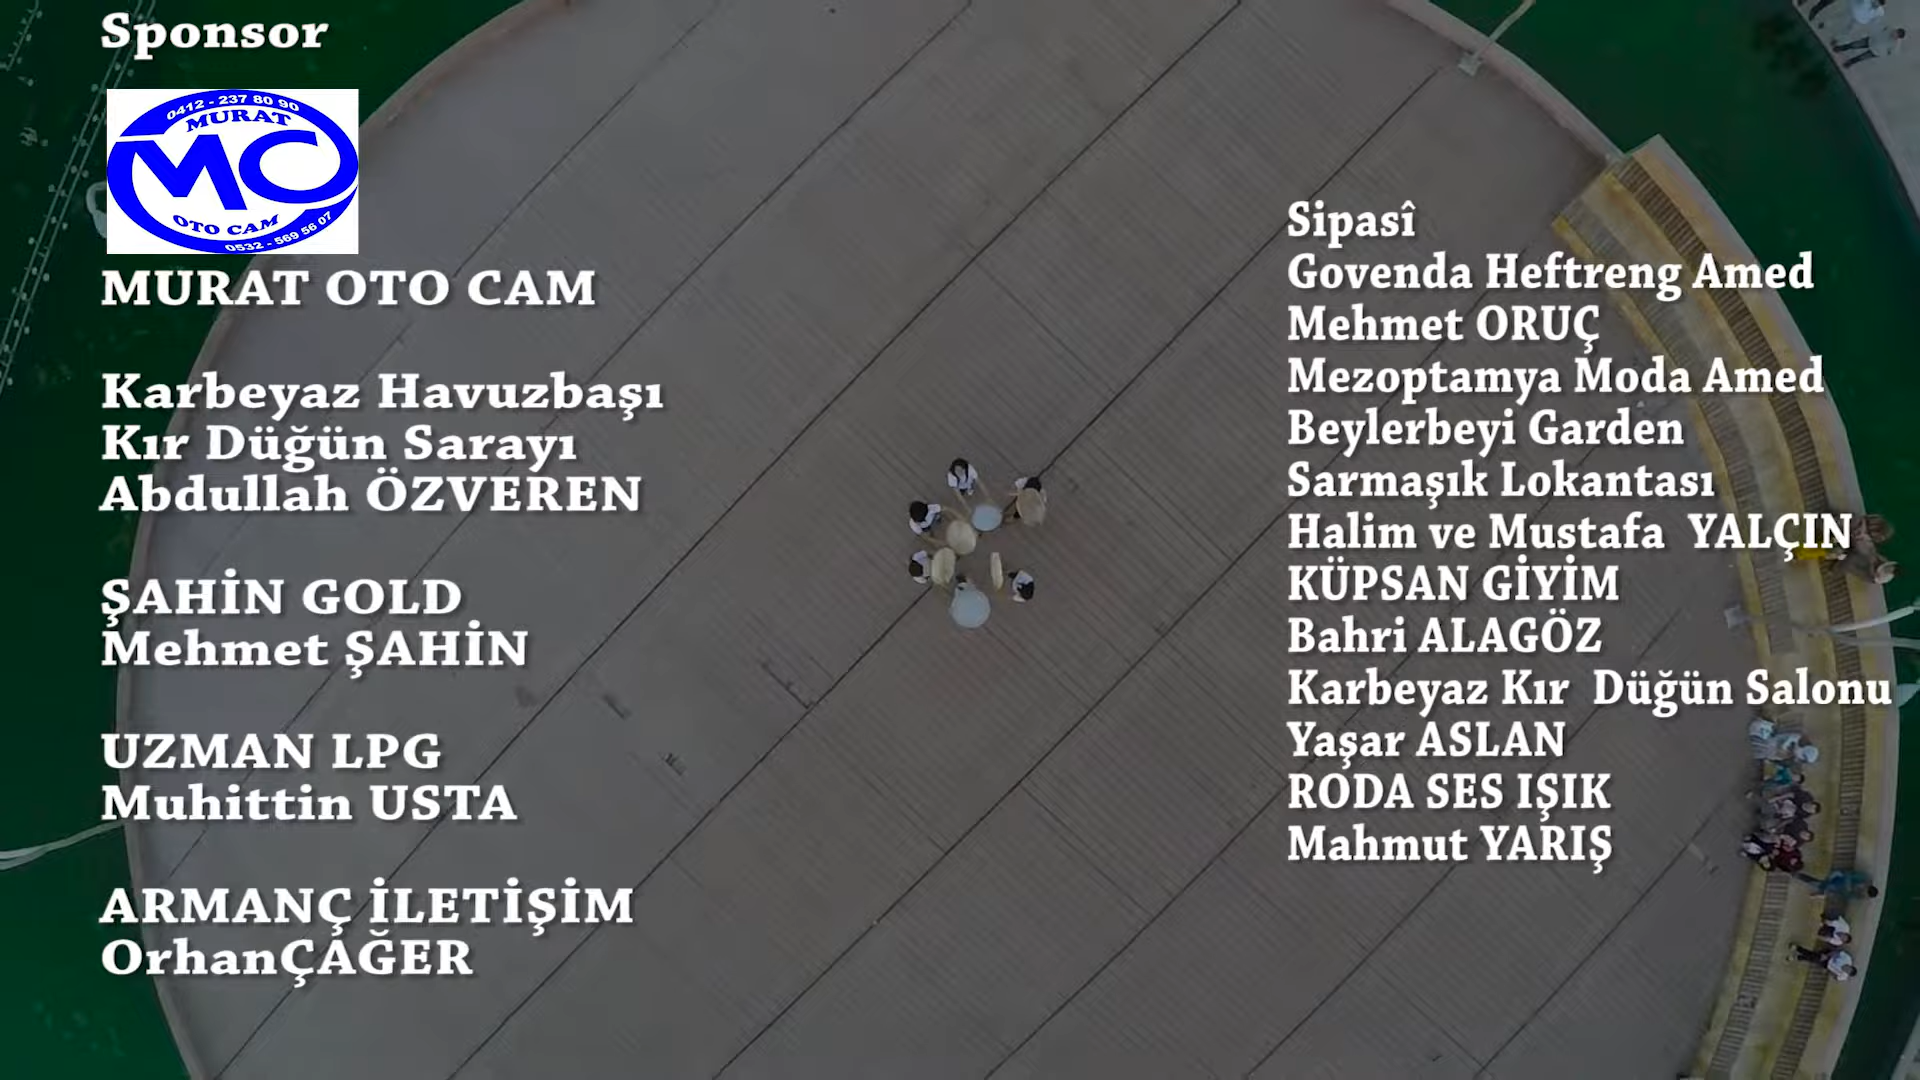 Sponsor
0412 - 237 80 90
MURAT
MC
OTO CAM
0532 - 569 56 07
MURAT OTO CAM
Karbeyaz Havuzbaşı
Kır Düğün Sarayı
Abdullah ÖZVEREN
ŞAHİN GOLD
Mehmet ŞAHİN
UZMAN LPG
Muhittin USTA
ARMANÇ İLETİŞİM
OrhanÇAĞER
Sipasî
Govenda Heftreng Amed
Mehmet ORUÇ
Mezoptamya Moda Amed
Beylerbeyi Garden
Sarmaşık Lokantası
Halim ve Mustafa  YALÇIN
KÜPSAN GİYİM
Bahri ALAGÖZ
Karbeyaz Kır  Düğün Salonu
Yaşar ASLAN
RODA SES IŞIK
Mahmut YARIŞ